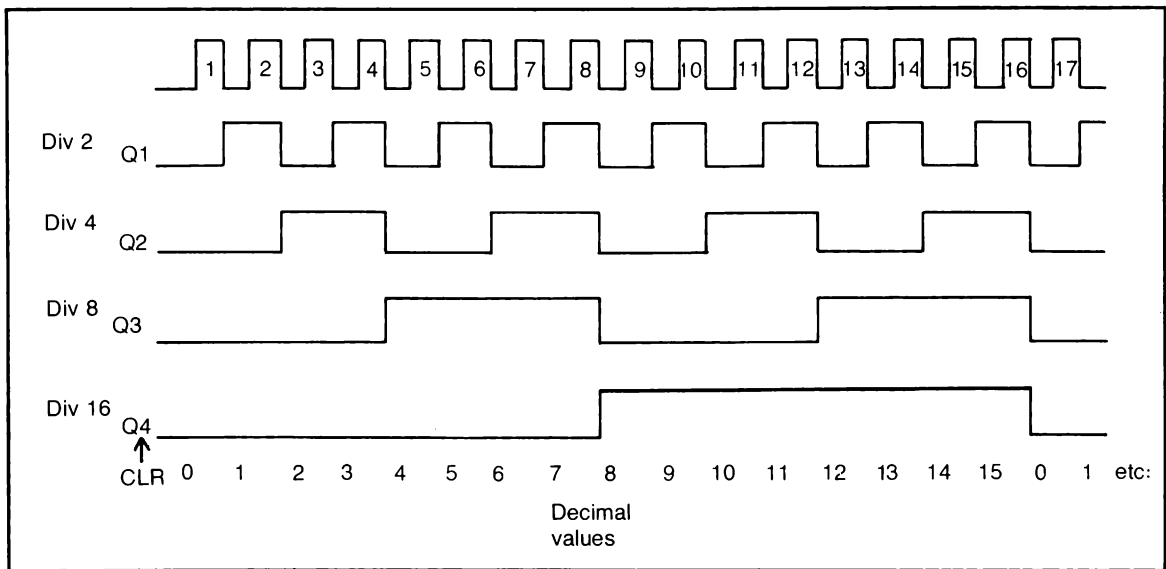 1 2 3 4 5 6 7 8 9 10 11 12 13 14 15 16 17
Div 2 Q1
Div 4 Q2
Div 8 Q3
Div 16 Q4
CLR 0 1 2 3 4 5 6 7 8 9 10 11 12 13 14 15 0 1 etc:
Decimal
values